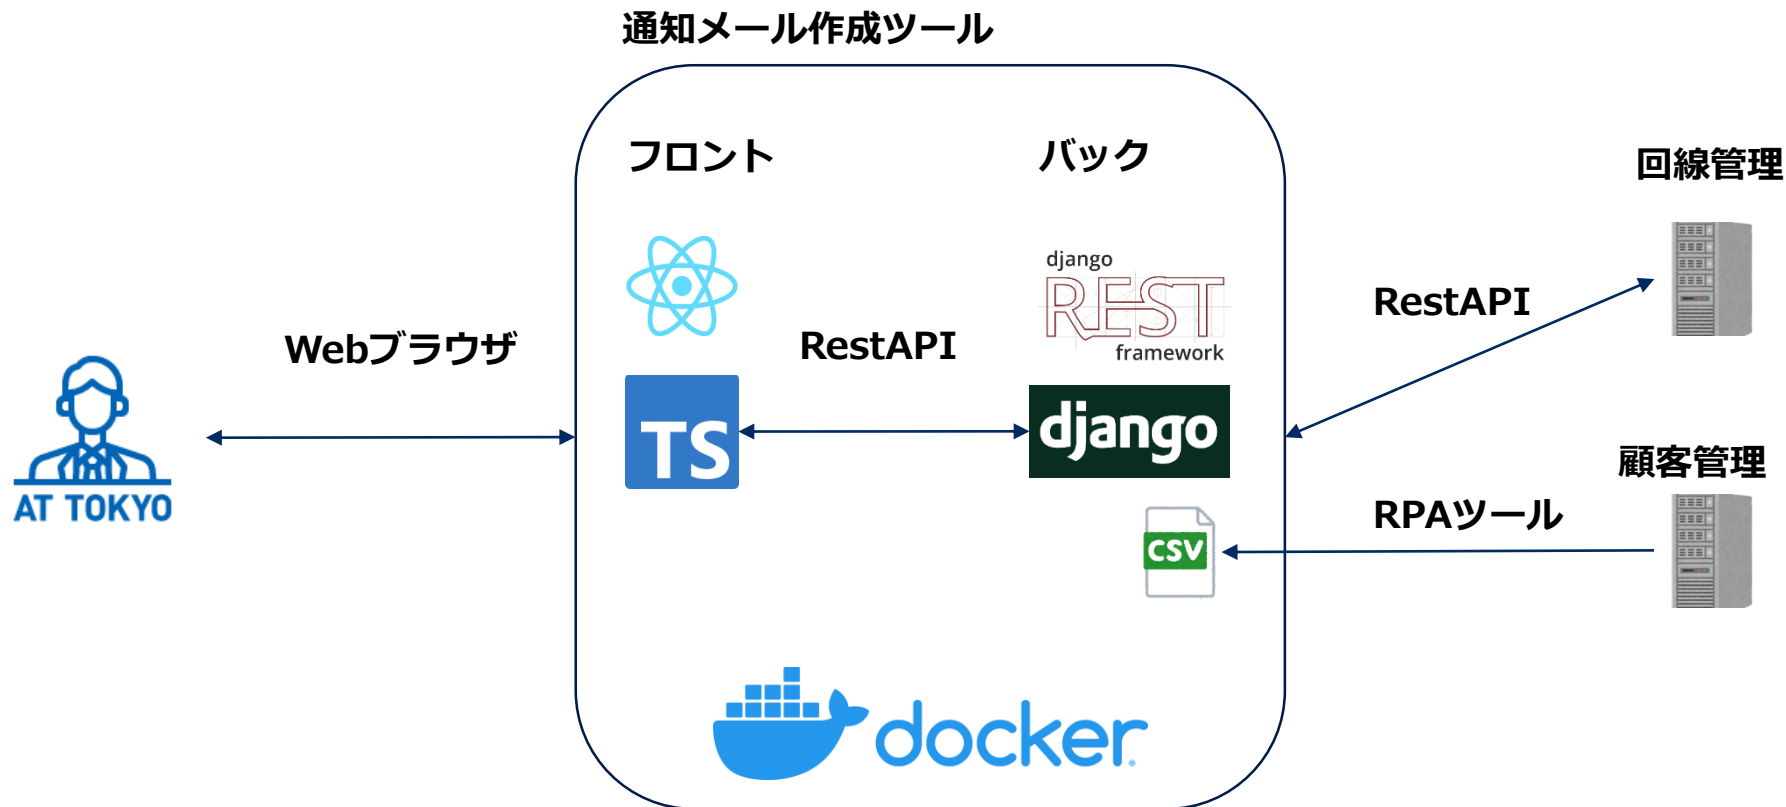 通知メール作成ツール
フロント
バック
回線管理
django
REST
framework
RestAPI
Webブラウザ
RestAPI
TS
django
顧客管理
AT TOKYO
RPAツール
CSV
docker